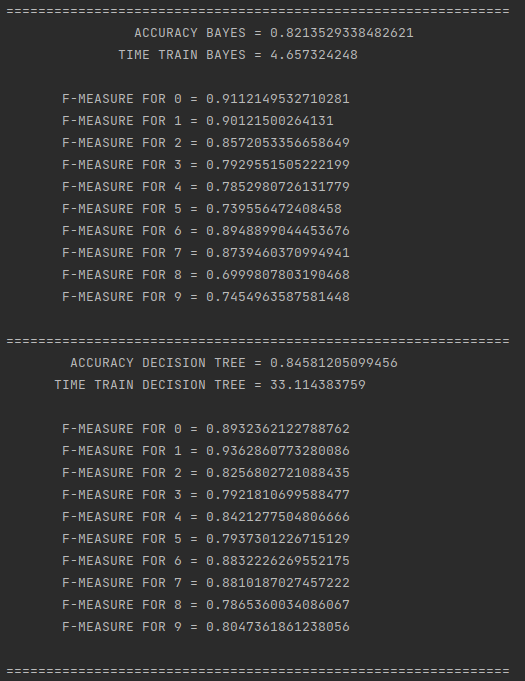 ===============================================================
ACCURACY BAYES = 0.8213529338482621
TIME TRAIN BAYES = 4.657324248
F-MEASURE FOR 0 = 0.9112149532710281
F-MEASURE FOR 1 = 0.90121500264131
F-MEASURE FOR 2 = 0.8572053356658649
F-MEASURE FOR 3 = 0.7929551505222199
F-MEASURE FOR 4 = 0.7852980726131779
F-MEASURE FOR 5 = 0.739556472408458
F-MEASURE FOR 6 = 0.8948899044453676
F-MEASURE FOR 7 = 0.8739460370994941
F-MEASURE FOR 8 = 0.6999807803190468
F-MEASURE FOR 9 = 0.7454963587581448
===============================================================
ACCURACY DECISION TREE = 0.84581205099456
TIME TRAIN DECISION TREE = 33.114383759
F-MEASURE FOR 0 = 0.8932362122788762
F-MEASURE FOR 1 = 0.9362860773280086
F-MEASURE FOR 2 = 0.8256802721088435
F-MEASURE FOR 3 = 0.7921810699588477
F-MEASURE FOR 4 = 0.8421277504806666
F-MEASURE FOR 5 = 0.7937301226715129
F-MEASURE FOR 6 = 0.8832226269552175
F-MEASURE FOR 7 = 0.8810187027457222
F-MEASURE FOR 8 = 0.7865360034086067
F-MEASURE FOR 9 = 0.8047361861238056
===============================================================